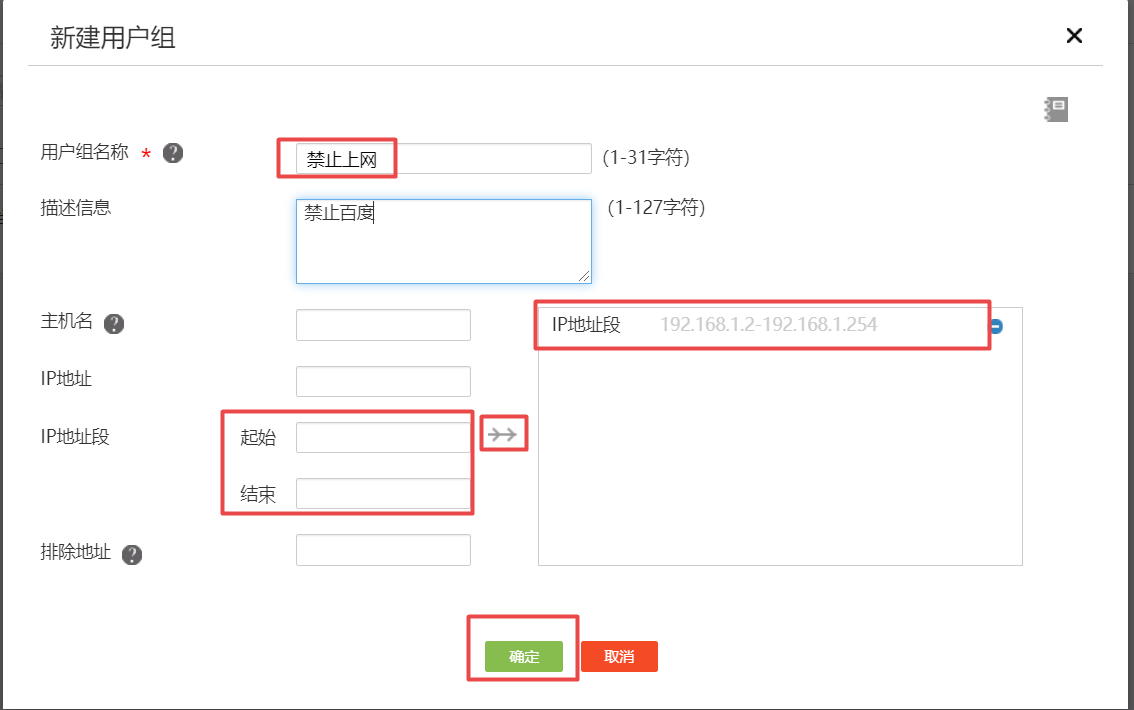 新建用户组
用户组名称 * 禁止上网 (1-31字符)
描述信息 禁止百度 (1-127字符)
主机名
IP地址段 192.168.1.2-192.168.1.254
IP地址
IP地址段 起始
结束
排除地址
确定 取消